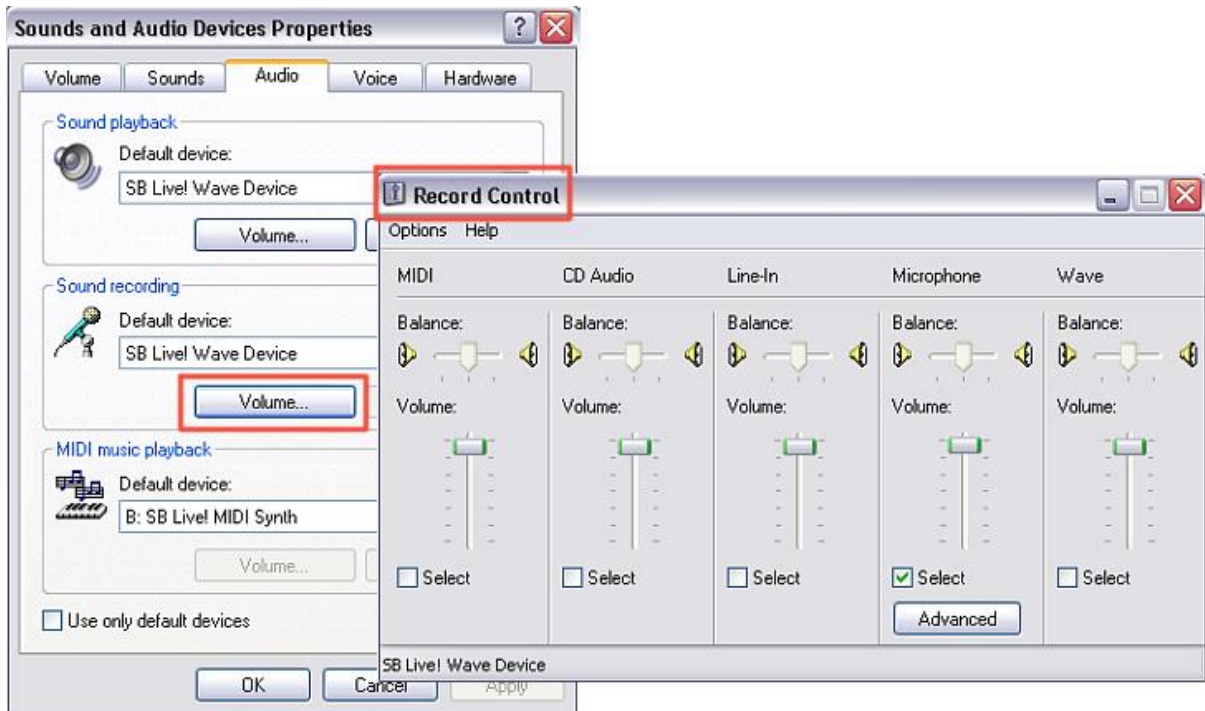 Sounds and Audio Devices Properties
Volume Sounds Audio Voice Hardware
Sound playback
Default device:
SB Live! Wave Device
Volume...
Sound recording
Default device:
SB Live! Wave Device
Volume...
MIDI music playback
Default device:
B: SB Live! MIDI Synth
Volume...
Use only default devices
OK Cancel Apply
Record Control
Options Help
MIDI CD Audio Line-In Microphone Wave
Balance: Balance: Balance: Balance: Balance:
Volume: Volume: Volume: Volume: Volume:
Select Select Select Select Select
Advanced
SB Live! Wave Device